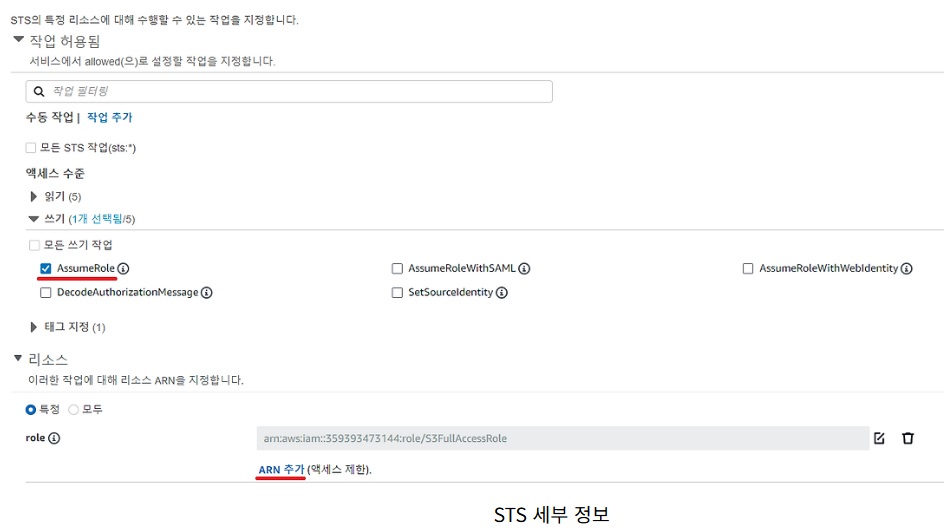 STS의 특정 리소스에 대해 수행할 수 있는 작업을 지정합니다.
작업 허용됨
서비스에서 allowed(으)로 설정할 작업을 지정합니다.
작업 필터링
수동 작업 | 작업 추가
모든 STS 작업(sts:*)
액세스 수준
읽기 (5)
쓰기 (1개 선택됨/5)
모든 쓰기 작업
AssumeRole AssumeRoleWithSAML AssumeRoleWithWebIdentity
DecodeAuthorizationMessage SetSourceIdentity
태그 지정 (1)
리소스
이러한 작업에 대해 리소스 ARN을 지정합니다.
특정 모두
role arn:aws:iam::359393473144:role/S3FullAccessRole
ARN 추가 (액세스 제한).
STS 세부 정보